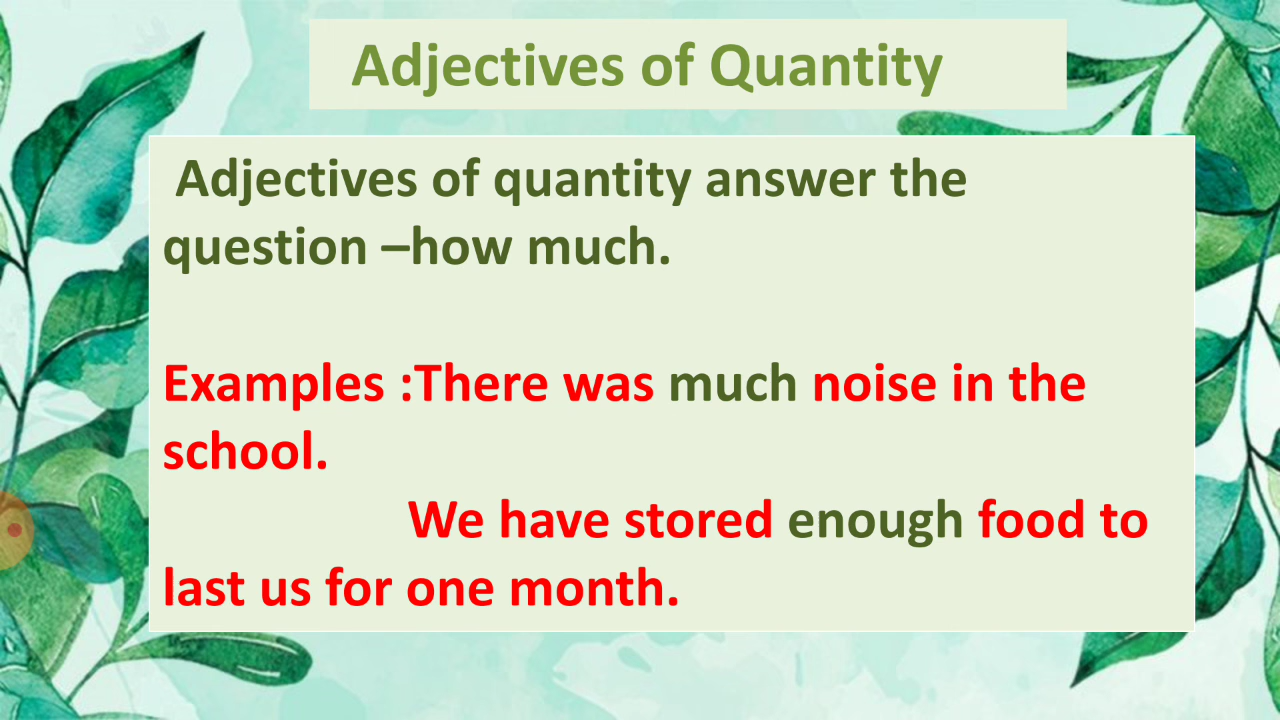 Adjectives of Quantity
Adjectives of quantity answer the
question –how much.
Examples :There was much noise in the
school.
We have stored enough food to
last us for one month.